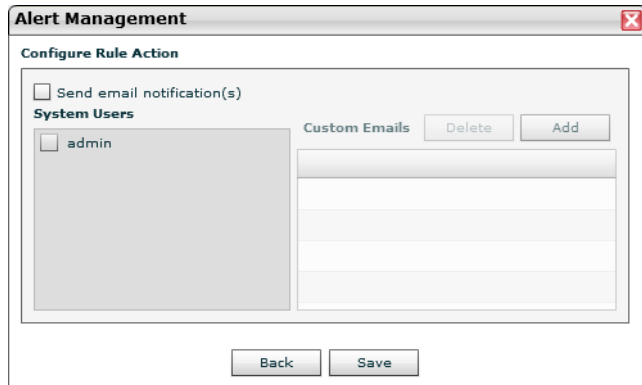 Alert Management
Configure Rule Action
Send email notification(s)
System Users
admin
Custom Emails
Delete
Add
Back
Save